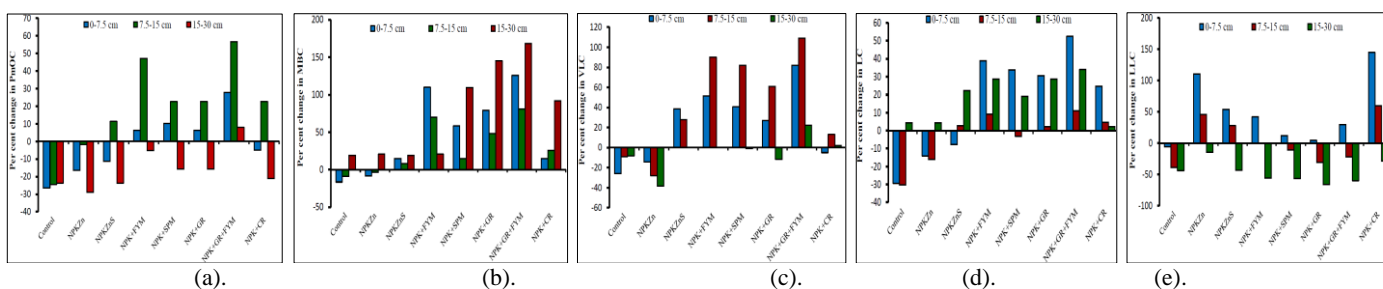 Per cent change in PmOC
70
60
50
40
30
20
10
0
-10
-20
-30
-40
0-7.5 cm 7.5-15 cm 15-30 cm
Control NPKZn NPKZnS NPK+FYM NPK+SPM NPK+GR NPK+GR+FYM NPK+CR
(a).
Per cent change in MBC
200
150
100
50
0
-50
0-7.5 cm 7.5-15 cm 15-30 cm
Control NPKZn NPKZnS NPK+FYM NPK+SPM NPK+GR NPK+GR+FYM NPK+CR
(b).
Per cent change in VLC
120
100
80
60
40
20
0
-20
-40
-60
0-7.5 cm 7.5-15 cm 15-30 cm
Control NPKZn NPKZnS NPK+FYM NPK+SPM NPK+GR NPK+GR+FYM NPK+CR
(c).
Per cent change in LC
60
50
40
30
20
10
0
-10
-20
-30
-40
0-7.5 cm 7.5-15 cm 15-30 cm
Control NPKZn NPKZnS NPK+FYM NPK+SPM NPK+GR NPK+GR+FYM NPK+CR
(d).
Per cent change in LLC
200
150
100
50
0
-50
-100
0-7.5 cm 7.5-15 cm 15-30 cm
Control NPKZn NPKZnS NPK+FYM NPK+SPM NPK+GR NPK+GR+FYM NPK+CR
(e).